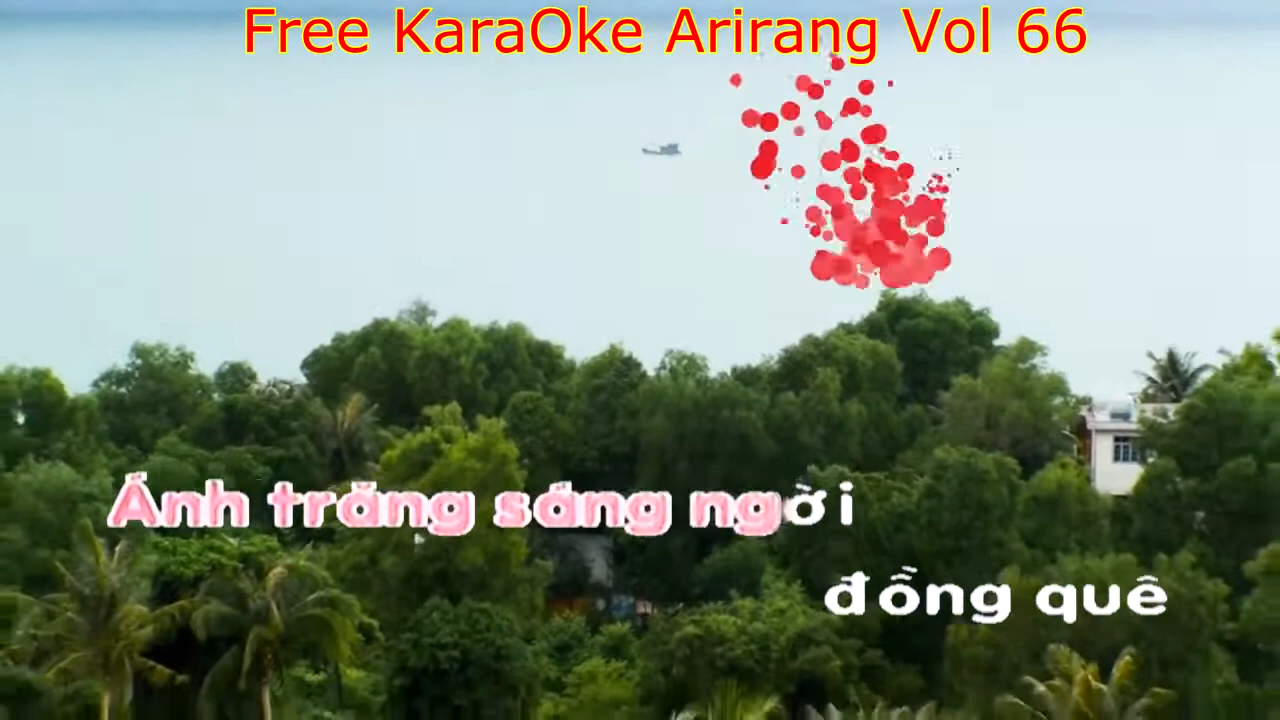 Free KaraOke Arirang Vol 66
Ánh trăng sáng ngời
đồng quê